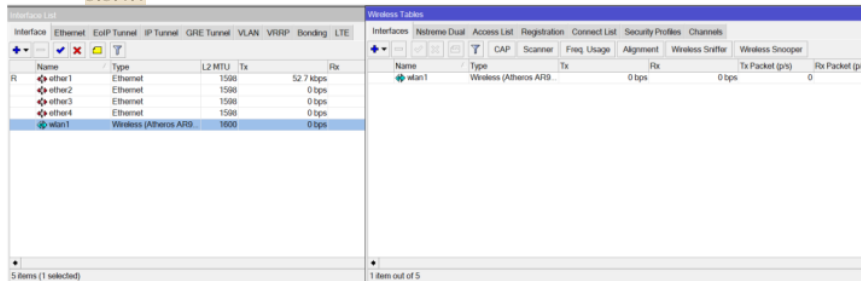 Interface List
Interface Ethernet EoIP Tunnel IP Tunnel GRE Tunnel VLAN VRRP Bonding LTE
Name Type L2 MTU Tx Rx
R ether1 Ethernet 1598 52.7 kbps
ether2 Ethernet 1598 0 bps
ether3 Ethernet 1598 0 bps
ether4 Ethernet 1598 0 bps
wlan1 Wireless (Atheros AR9... 1600 0 bps
5 items (1 selected)
Wireless Tables
Interfaces Nstreme Dual Access List Registration Connect List Security Profiles Channels
CAP Scanner Freq. Usage Alignment Wireless Sniffer Wireless Snooper
Name Type Tx Rx Tx Packet (p/s) Rx Packet (p/
wlan1 Wireless (Atheros AR9... 0 bps 0 bps 0
1 item out of 5